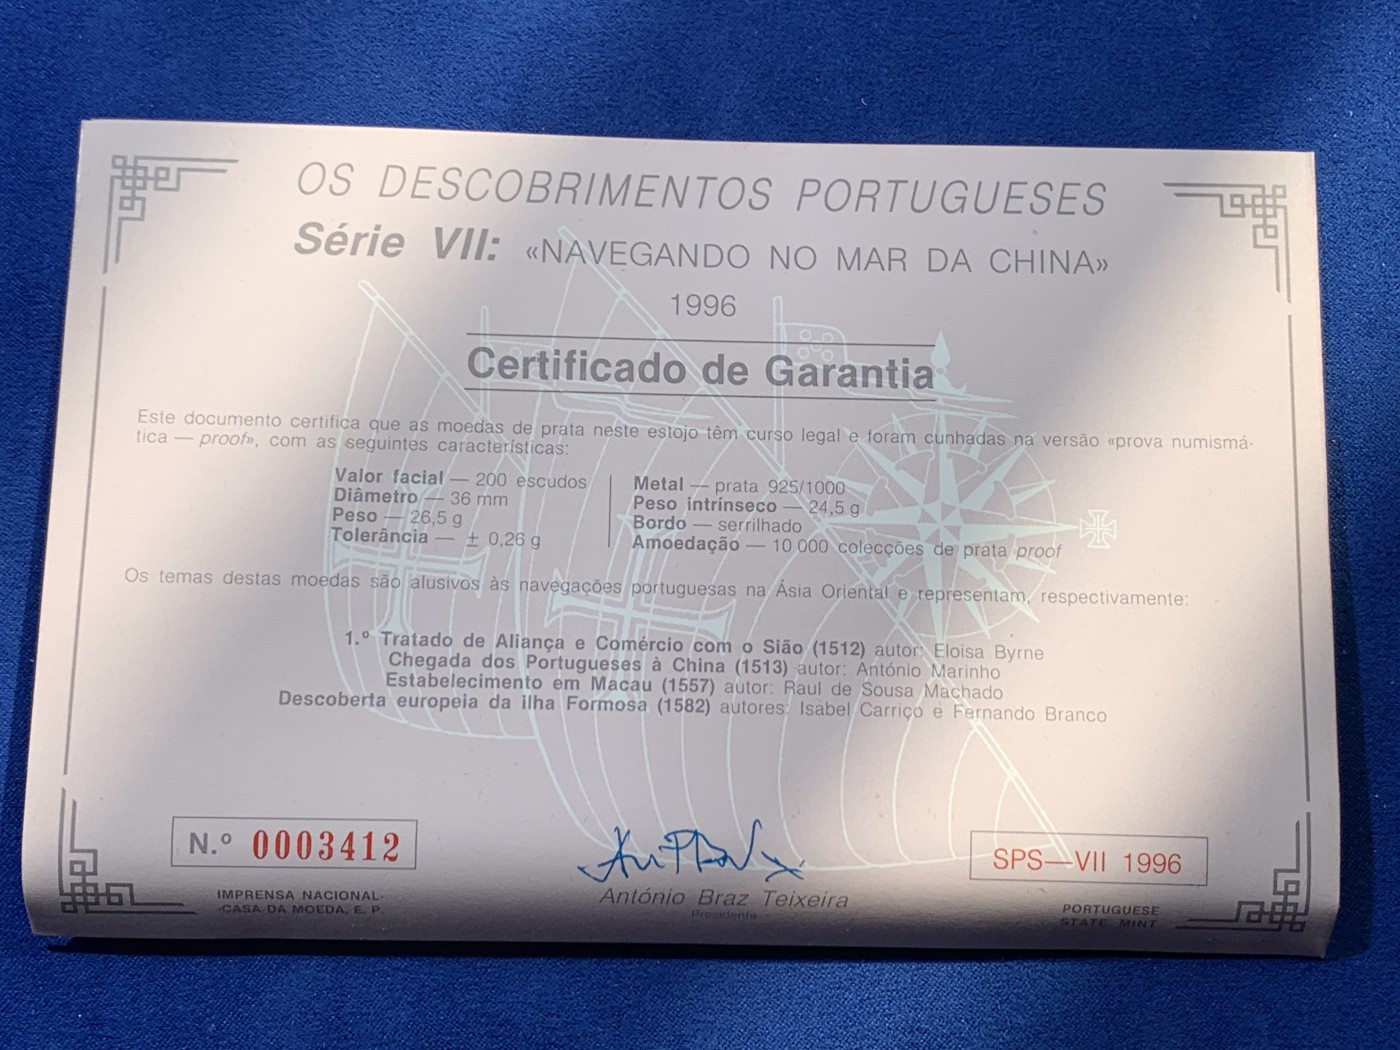 OS DESCOBRIMENTOS PORTUGUESES
Série VII: «NAVEGANDO NO MAR DA CHINA»
1996
Certificado de Garantia
Este documento certifica que as moedas de prata neste estojo têm curso legal e foram cunhadas na versão «prova numismá-
tica — proof», com as seguintes características:
Valor facial — 200 escudos
Diâmetro — 36 mm
Peso — 26,5 g
Tolerância — ± 0,26 g
Metal — prata 925/1000
Peso intrínseco — 24,5 g
Bordo — serrilhado
Amoedação — 10 000 colecções de prata proof
Os temas destas moedas são alusivos às navegações portuguesas na Ásia Oriental e representam, respectivamente:
1.º Tratado de Aliança e Comércio com o Sião (1512) autor: Eloisa Byrne
Chegada dos Portugueses à China (1513) autor: António Marinho
Estabelecimento em Macau (1557) autor: Raul de Sousa Machado
Descoberta europeia da ilha Formosa (1582) autores: Isabel Carriço e Fernando Branco
N.º 0003412
IMPRENSA NACIONAL-
-CASA DA MOEDA, E. P.
António Braz Teixeira
Presidente
SPS—VII 1996
PORTUGUESE
STATE MINT